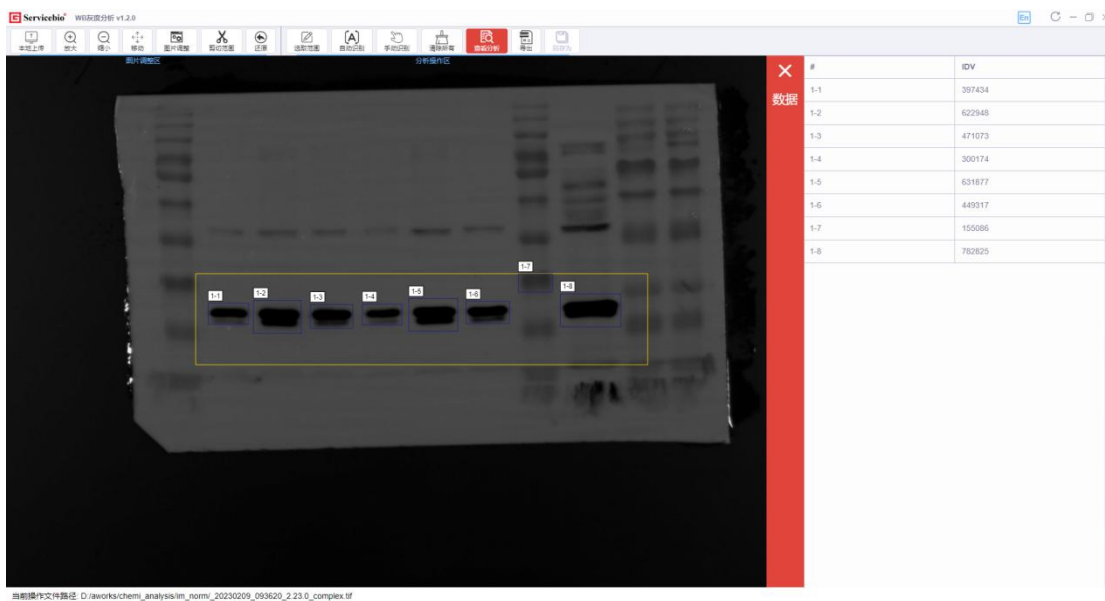 Servicebio® WB灰度分析 v1.2.0 En
本地上传 放大 缩小 移动 图片调整 剪切范围 还原 选取范围 自动识别 手动识别 清除所有 查看分析 导出 另存为
图片调整区 分析操作区
数据
# IDV
1-1 397434
1-2 622948
1-3 471073
1-4 300174
1-5 631877
1-6 449317
1-7 155086
1-8 782825
1-7
1-8
1-1 1-2 1-3 1-4 1-5 1-6
当前操作文件路径: D:/aworks/chemi_analysis/im_norm/_20230209_093620_2.23.0_complex.tif